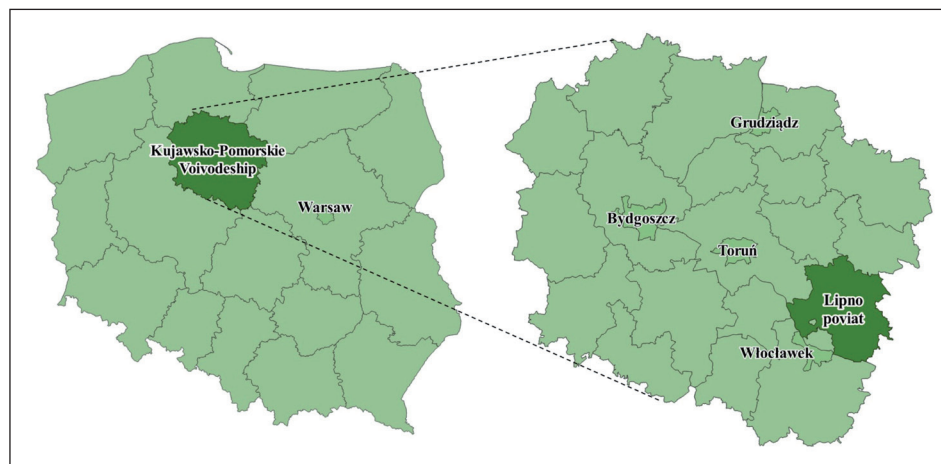 Kujawsko-Pomorskie
Voivodeship
Warsaw
Grudziądz
Bydgoszcz
Toruń
Lipno
poviat
Włocławek